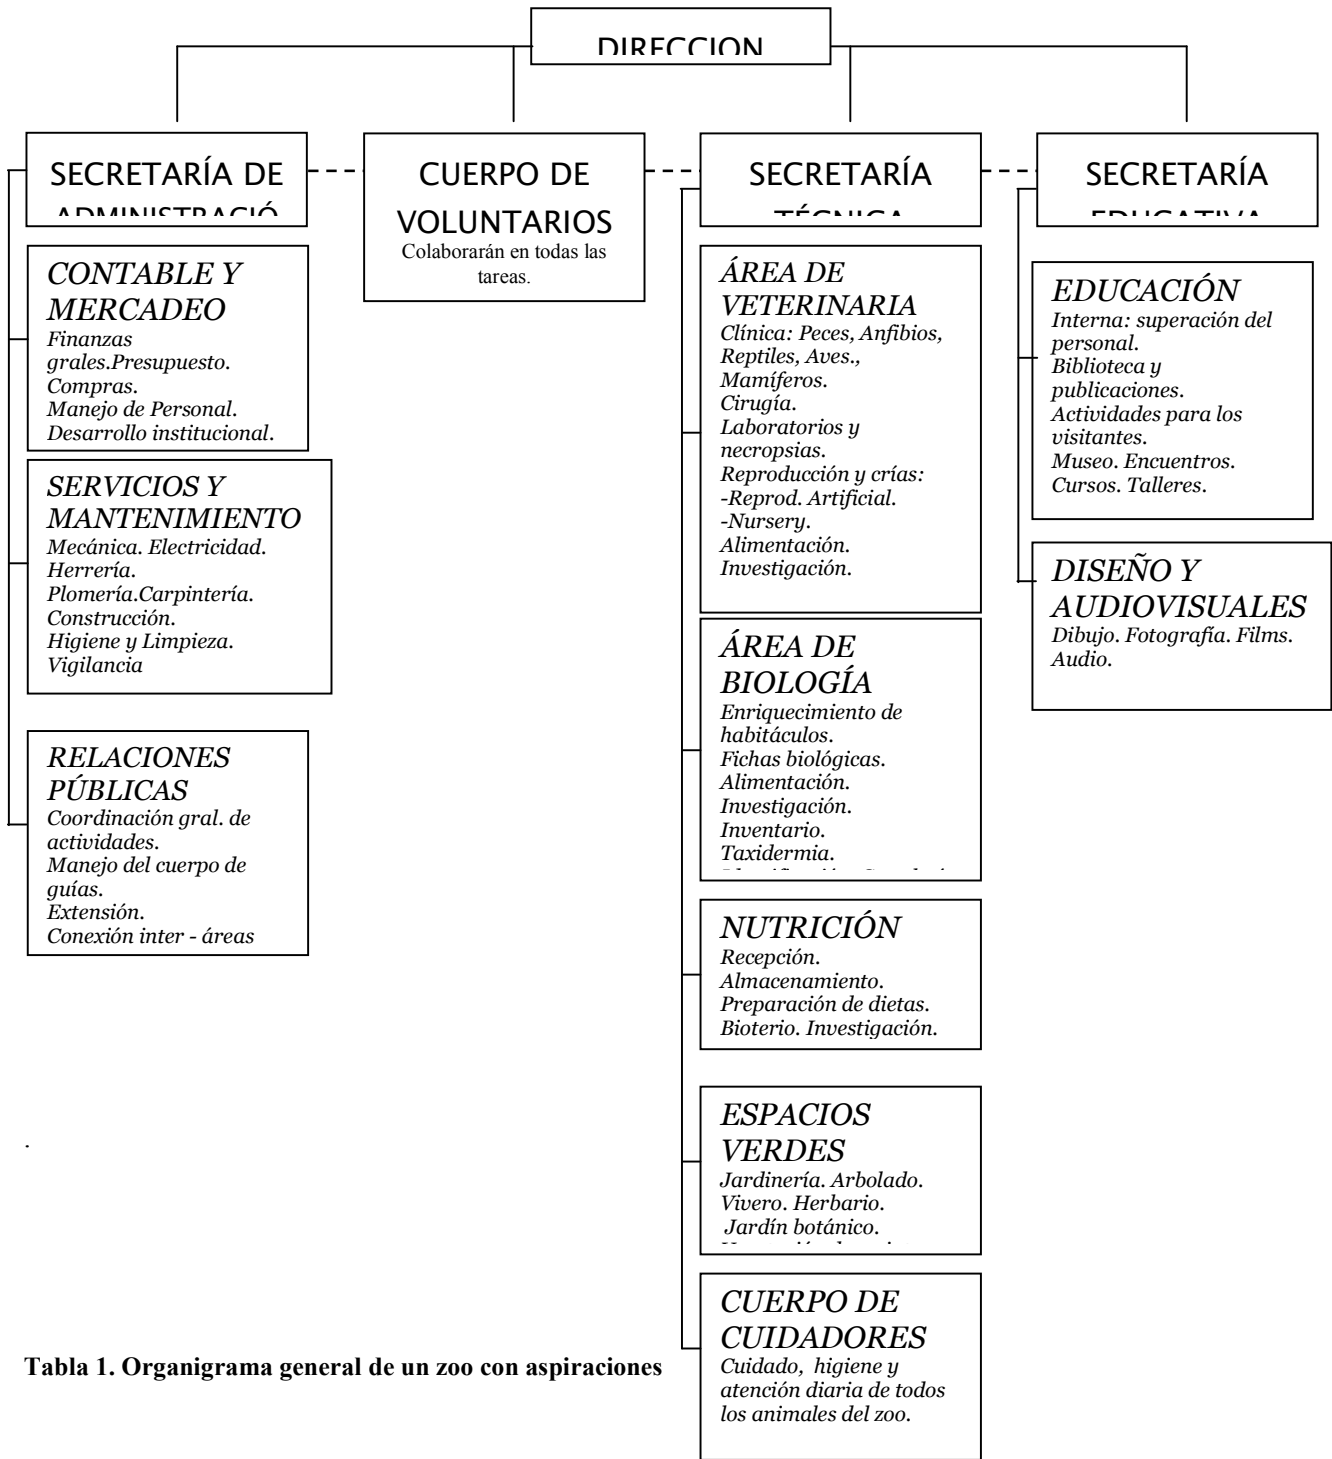 DIRECCION
SECRETARÍA DE
ADMINISTRACIÓ
CONTABLE Y
MERCADEO
Finanzas
grales.Presupuesto.
Compras.
Manejo de Personal.
Desarrollo institucional.
SERVICIOS Y
MANTENIMIENTO
Mecánica. Electricidad.
Herrería.
Plomería.Carpintería.
Construcción.
Higiene y Limpieza.
Vigilancia
RELACIONES
PÚBLICAS
Coordinación gral. de
actividades.
Manejo del cuerpo de
guías.
Extensión.
Conexión inter - áreas
CUERPO DE
VOLUNTARIOS
Colaborarán en todas las
tareas.
SECRETARÍA
TÉCNICA
ÁREA DE
VETERINARIA
Clínica: Peces, Anfibios,
Reptiles, Aves.,
Mamíferos.
Cirugía.
Laboratorios y
necropsias.
Reproducción y crías:
-Reprod. Artificial.
-Nursery.
Alimentación.
Investigación.
ÁREA DE
BIOLOGÍA
Enriquecimiento de
habitáculos.
Fichas biológicas.
Alimentación.
Investigación.
Inventario.
Taxidermia.
NUTRICIÓN
Recepción.
Almacenamiento.
Preparación de dietas.
Bioterio. Investigación.
ESPACIOS
VERDES
Jardinería. Arbolado.
Vivero. Herbario.
Jardín botánico.
CUERPO DE
CUIDADORES
Cuidado, higiene y
atención diaria de todos
los animales del zoo.
SECRETARÍA
EDUCATIVA
EDUCACIÓN
Interna: superación del
personal.
Biblioteca y
publicaciones.
Actividades para los
visitantes.
Museo. Encuentros.
Cursos. Talleres.
DISEÑO Y
AUDIOVISUALES
Dibujo. Fotografía. Films.
Audio.
.
Tabla 1. Organigrama general de un zoo con aspiraciones